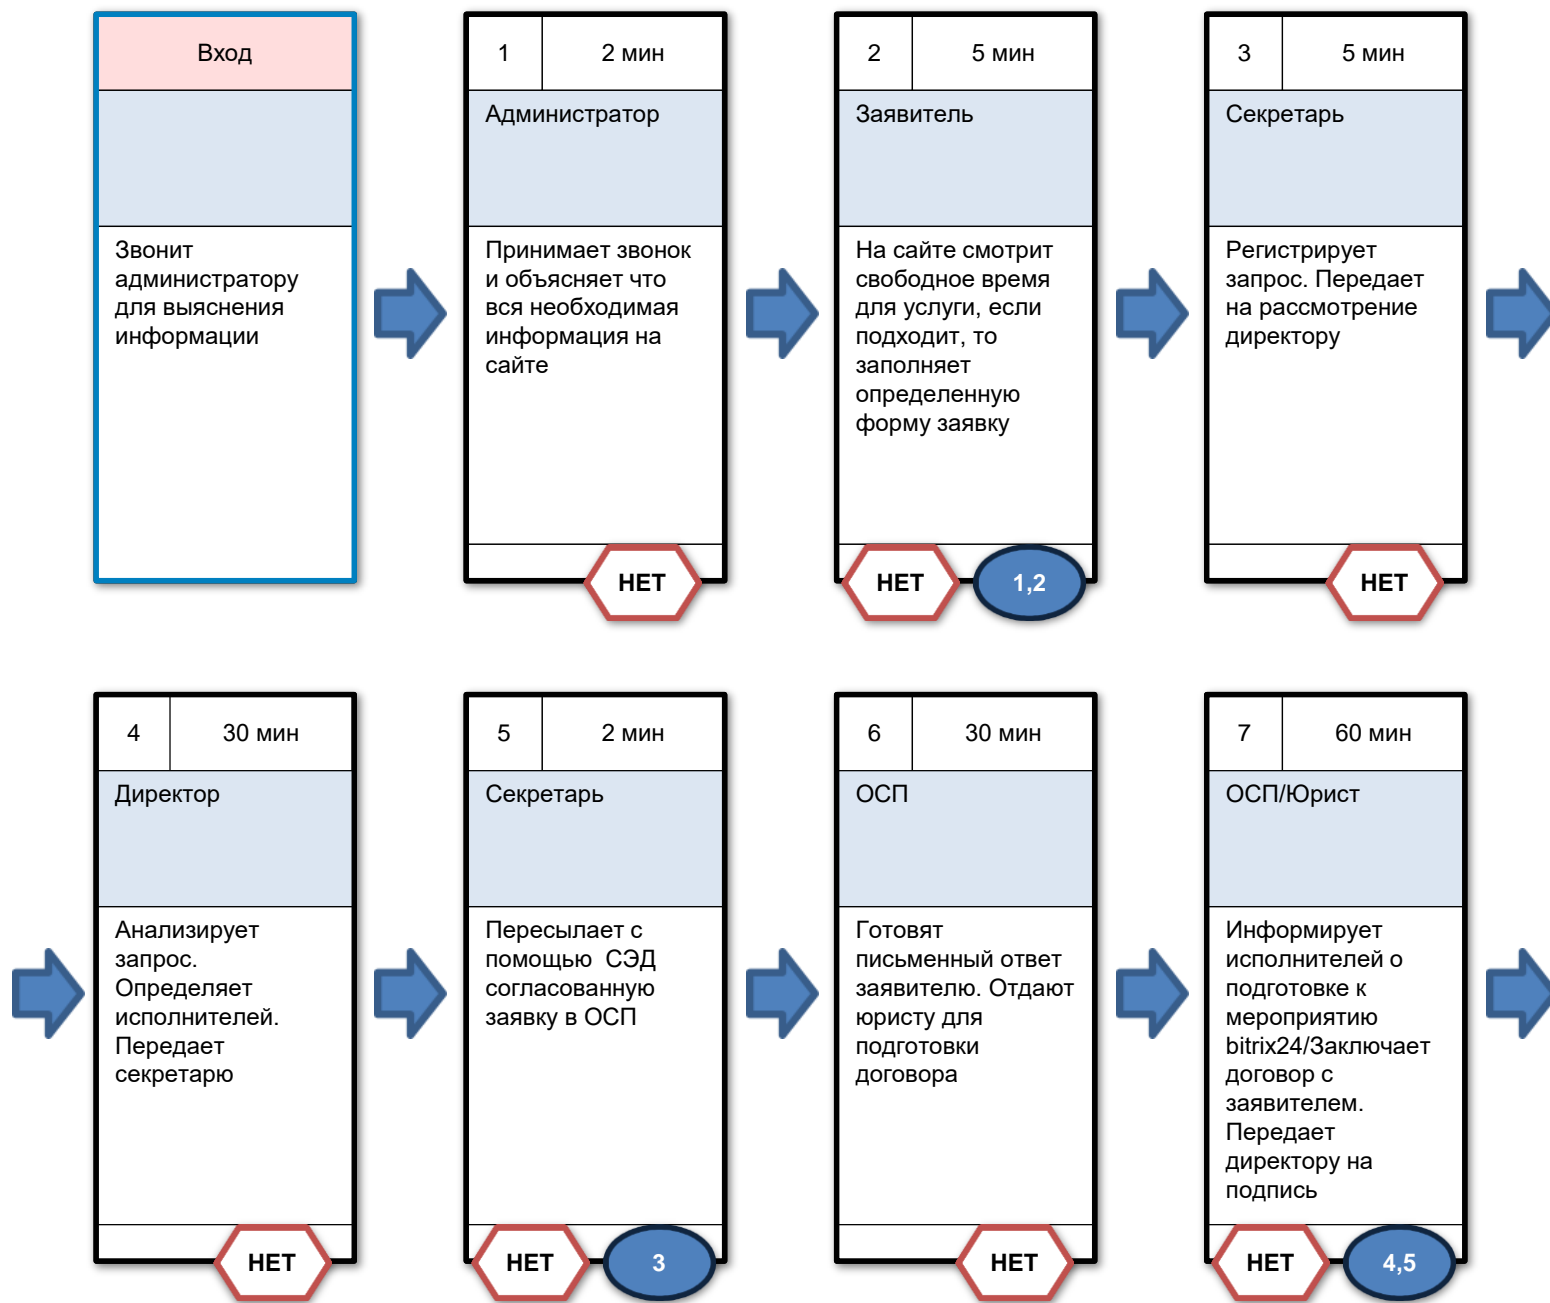 Вход
Звонит
администратору
для выяснения
информации
1
2 мин
Администратор
Принимает звонок
и объясняет что
вся необходимая
информация на
сайте
НЕТ
2
5 мин
Заявитель
На сайте смотрит
свободное время
для услуги, если
подходит, то
заполняет
определенную
форму заявку
НЕТ
1,2
3
5 мин
Секретарь
Регистрирует
запрос. Передает
на рассмотрение
директору
НЕТ
4
30 мин
Директор
Анализирует
запрос.
Определяет
исполнителей.
Передает
секретарю
НЕТ
5
2 мин
Секретарь
Пересылает с
помощью СЭД
согласованную
заявку в ОСП
НЕТ
3
6
30 мин
ОСП
Готовят
письменный ответ
заявителю. Отдают
юристу для
подготовки
договора
НЕТ
7
60 мин
ОСП/Юрист
Информирует
исполнителей о
подготовке к
мероприятию
bitrix24/Заключает
договор с
заявителем.
Передает
директору на
подпись
НЕТ
4,5